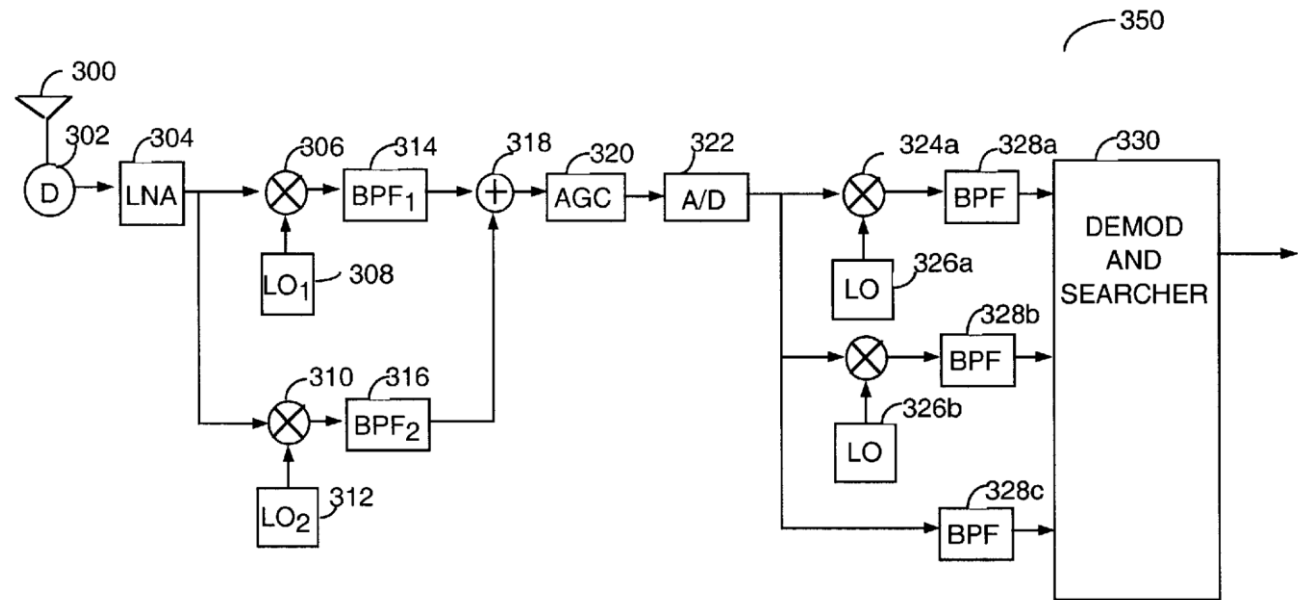 350
300
302
304
306
314
318
320
322
324a
328a
330
D
LNA
BPF1
+
AGC
A/D
BPF
DEMOD
AND
SEARCHER
LO1
308
LO
326a
328b
BPF
310
316
BPF2
326b
LO
LO2
312
328c
BPF